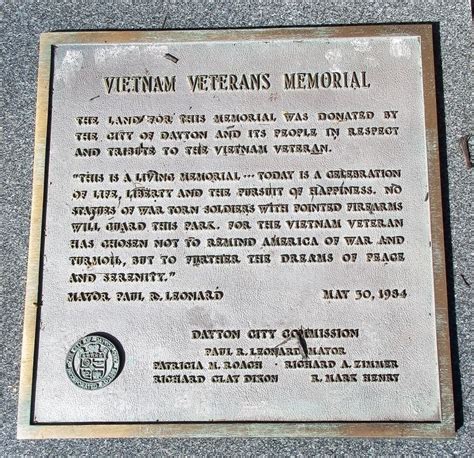 VIETNAM VETERANS MEMORIAL
THE LAND FOR THIS MEMORIAL WAS DONATED BY
THE CITY OF DAYTON AND ITS PEOPLE IN RESPECT
AND TRIBUTE TO THE VIETNAM VETERAN.
"THIS IS A LIVING MEMORIAL ··· TODAY IS A CELEBRATION
OF LIFE, LIBERTY AND THE PURSUIT OF HAPPINESS. NO
STATUES OF WAR TORN SOLDIERS WITH POINTED FIREARMS
WILL GUARD THIS PARK. FOR THE VIETNAM VETERAN
HAS CHOSEN NOT TO REMIND AMERICA OF WAR AND
TURMOIL, BUT TO FURTHER THE DREAMS OF PEACE
AND SERENITY."
MAYOR PAUL R. LEONARD MAY 30, 1984
DAYTON CITY COMMISSION
PAUL R. LEONARD, MAYOR
PATRICIA M. ROACH · RICHARD A. ZIMMER
RICHARD CLAY DIXON R. MARK HENRY